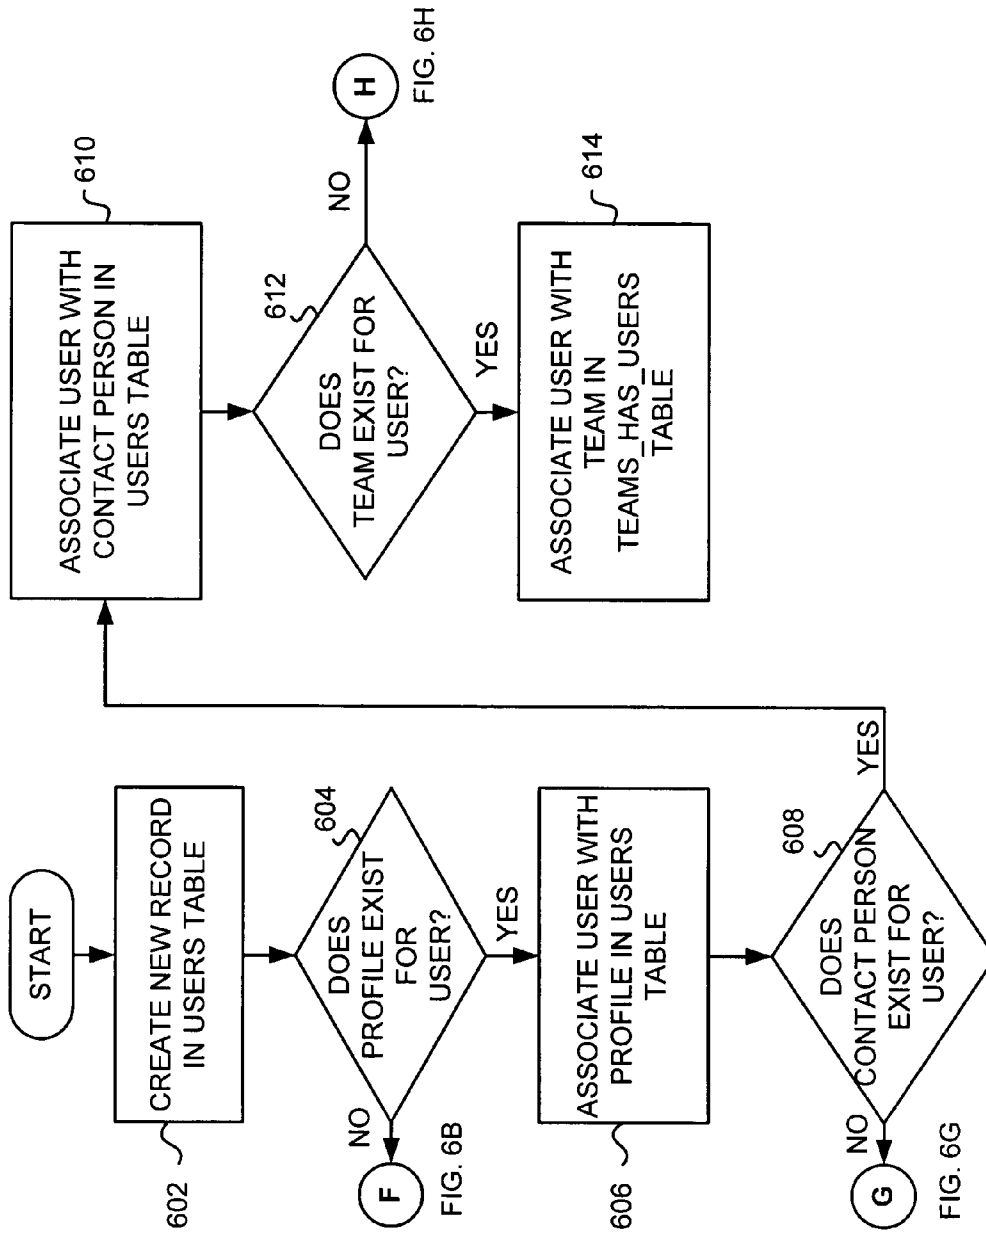 START
CREATE NEW RECORD
IN USERS TABLE
602
DOES
PROFILE EXIST
FOR
USER?
604
NO
F
FIG. 6B
YES
ASSOCIATE USER WITH
PROFILE IN USERS
TABLE
606
DOES
CONTACT PERSON
EXIST FOR
USER?
608
NO
G
FIG. 6G
YES
ASSOCIATE USER WITH
CONTACT PERSON IN
USERS TABLE
610
DOES
TEAM EXIST FOR
USER?
612
NO
H
FIG. 6H
YES
ASSOCIATE USER WITH
TEAM IN
TEAMS_HAS_USERS
TABLE
614